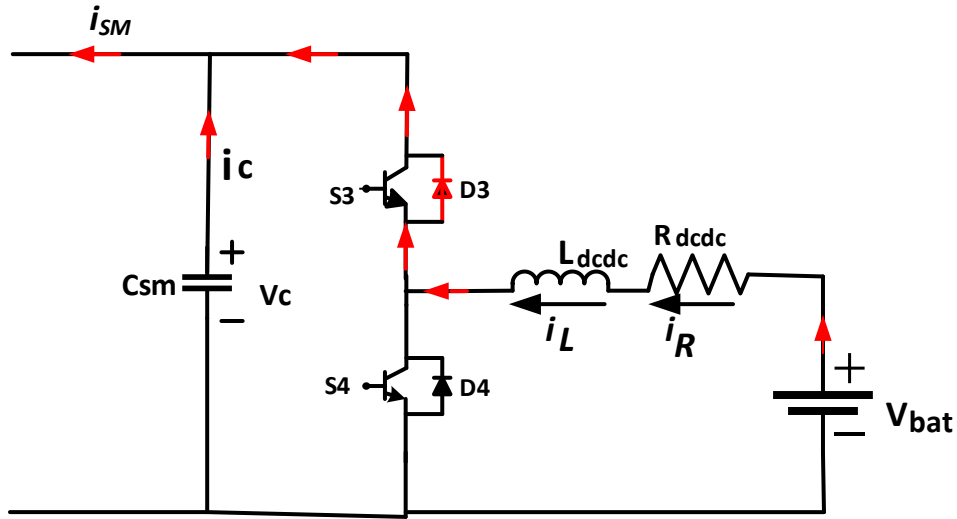 iSM
ic
S3
D3
Csm
+
Vc
−
Ldcdc
Rdcdc
iL
iR
S4
D4
+
Vbat
−